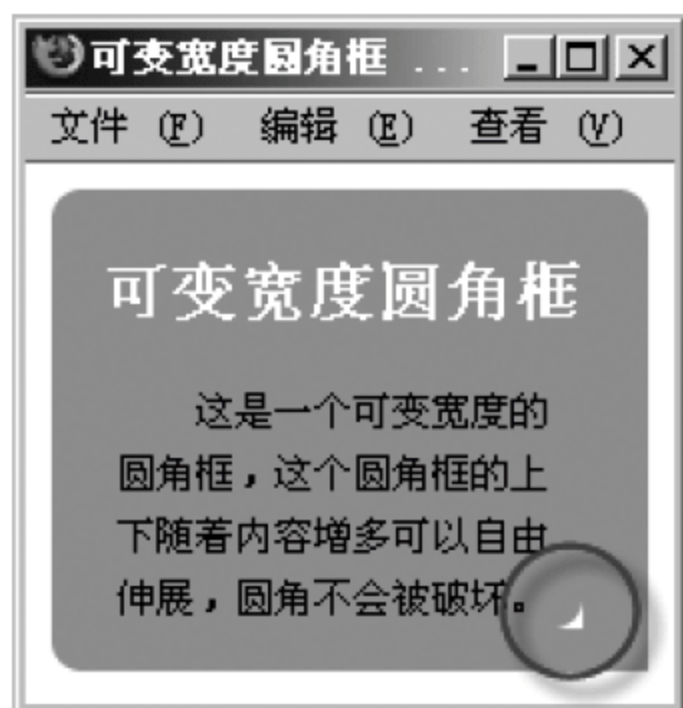 可变宽度圆角框 ...
文件 (F) 编辑 (E) 查看 (V)
可变宽度圆角框
这是一个可变宽度的
圆角框，这个圆角框的上
下随着内容增多可以自由
伸展，圆角不会被破坏。